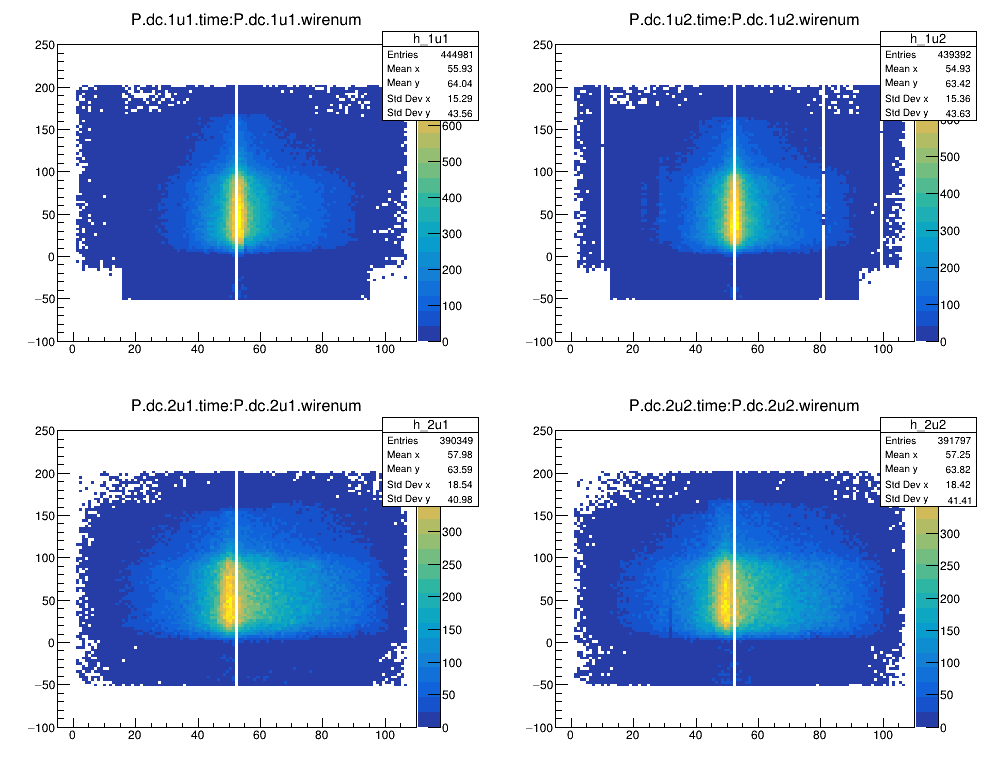 P.dc.1u1.time:P.dc.1u1.wirenum
h_1u1
Entries 444981
Mean x 55.93
Mean y 64.04
Std Dev x 15.29
Std Dev y 43.56
250
200
150
100
50
0
−50
−100
0 20 40 60 80 100
600
500
400
300
200
100
0
P.dc.1u2.time:P.dc.1u2.wirenum
h_1u2
Entries 439392
Mean x 54.93
Mean y 63.42
Std Dev x 15.36
Std Dev y 43.63
250
200
150
100
50
0
−50
−100
0 20 40 60 80 100
600
500
400
300
200
100
0
P.dc.2u1.time:P.dc.2u1.wirenum
h_2u1
Entries 390349
Mean x 57.98
Mean y 63.59
Std Dev x 18.54
Std Dev y 40.98
250
200
150
100
50
0
−50
−100
0 20 40 60 80 100
300
250
200
150
100
50
0
P.dc.2u2.time:P.dc.2u2.wirenum
h_2u2
Entries 391797
Mean x 57.25
Mean y 63.82
Std Dev x 18.42
Std Dev y 41.41
250
200
150
100
50
0
−50
−100
0 20 40 60 80 100
300
250
200
150
100
50
0